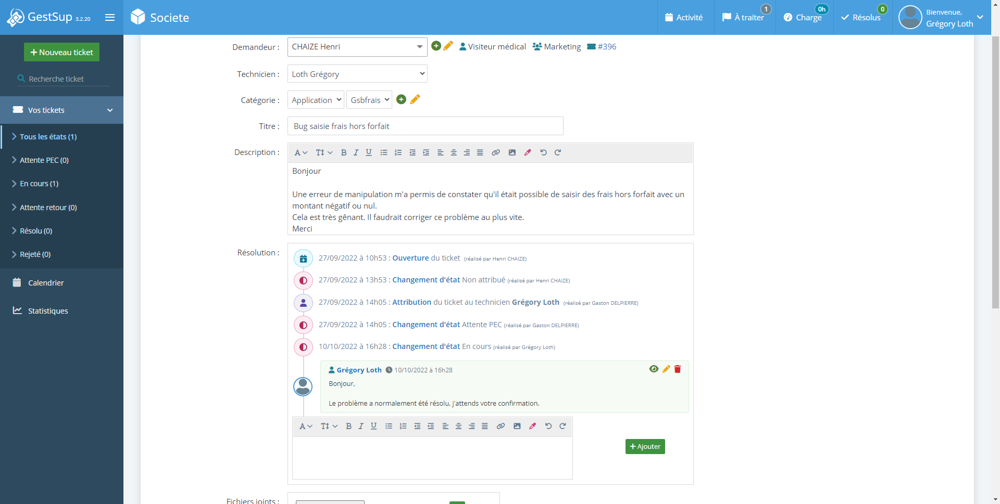 GestSup 3.2.20
Societe
Activité
À traiter 1
Charge 0h
Résolus 0
Bienvenue,
Grégory Loth
Nouveau ticket
Recherche ticket
Vos tickets
Tous les états (1)
Attente PEC (0)
En cours (1)
Attente retour (0)
Résolu (0)
Rejeté (0)
Calendrier
Statistiques
Demandeur : CHAIZE Henri Visiteur médical Marketing #396
Technicien : Loth Grégory
Catégorie : Application Gsbfrais
Titre : Bug saisie frais hors forfait
Description :
Bonjour
Une erreur de manipulation m'a permis de constater qu'il était possible de saisir des frais hors forfait avec un
montant négatif ou nul.
Cela est très gênant. Il faudrait corriger ce problème au plus vite.
Merci
Résolution :
27/09/2022 à 10h53 : Ouverture du ticket (réalisé par Henri CHAIZE)
27/09/2022 à 13h53 : Changement d'état Non attribué (réalisé par Henri CHAIZE)
27/09/2022 à 14h05 : Attribution du ticket au technicien Grégory Loth (réalisé par Gaston DELPIERRE)
27/09/2022 à 14h05 : Changement d'état Attente PEC (réalisé par Gaston DELPIERRE)
10/10/2022 à 16h28 : Changement d'état En cours (réalisé par Grégory Loth)
Grégory Loth 10/10/2022 à 16h28
Bonjour,
Le problème a normalement été résolu, j'attends votre confirmation.
Ajouter
Fichiers joints :